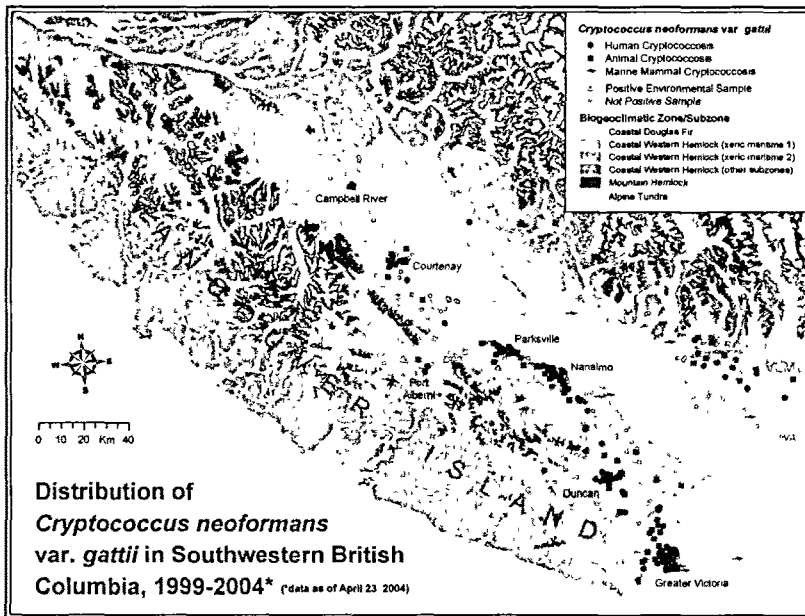 Cryptococcus neoformans var. gattii
Human Cryptococcosis
Animal Cryptococcosis
Marine Mammal Cryptococcosis
Positive Environmental Sample
Not Positive Sample
Biogeoclimatic Zone/Subzone
Coastal Douglas Fir
Coastal Western Hemlock (xeric maritime 1)
Coastal Western Hemlock (xeric maritime 2)
Coastal Western Hemlock (other subzones)
Mountain Hemlock
Alpine Tundra
Campbell River
Courtenay
Parksville
Nanaimo
Port
Alberni
ISLAND
Duncan
Greater Victoria
N
W E
S
0 10 20 40
Km
Distribution of
Cryptococcus neoformans
var. gattii in Southwestern British
Columbia, 1999-2004* (*data as of April 23 2004)